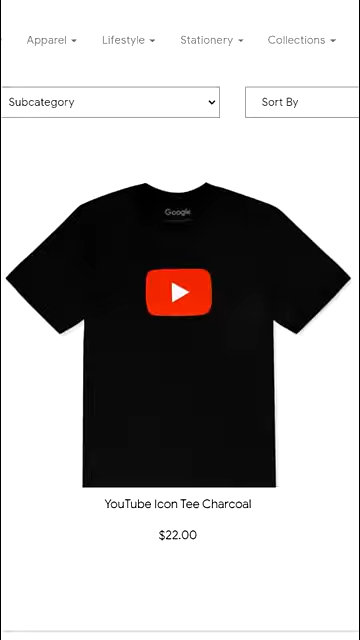 Apparel Lifestyle Stationery Collections
Subcategory Sort By
Google
YouTube Icon Tee Charcoal
$22.00